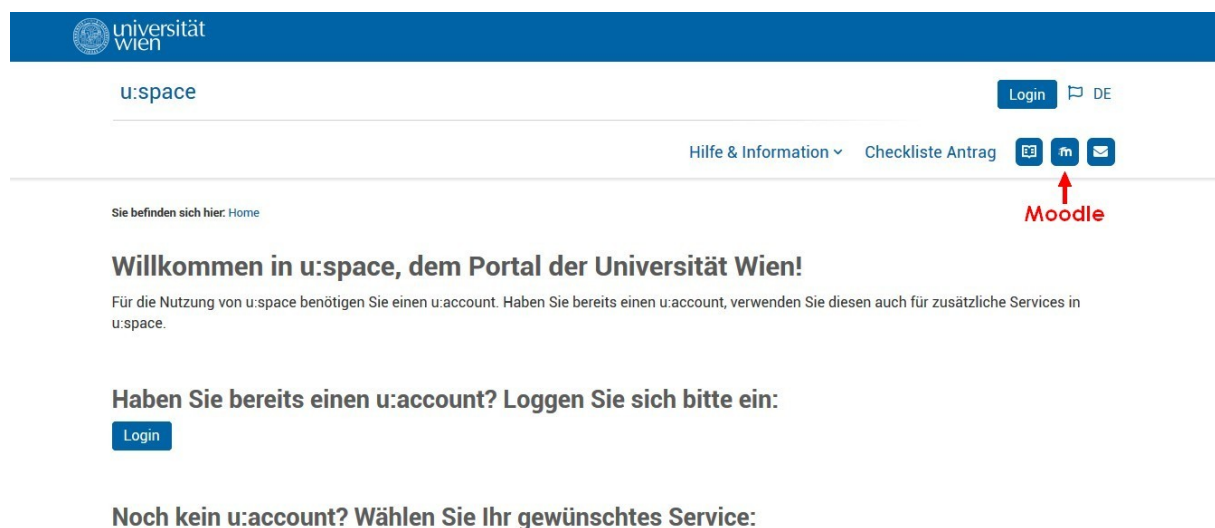 universität
wien
u:space
Login DE
Hilfe & Information Checkliste Antrag m
Moodle
Sie befinden sich hier: Home
Willkommen in u:space, dem Portal der Universität Wien!
Für die Nutzung von u:space benötigen Sie einen u:account. Haben Sie bereits einen u:account, verwenden Sie diesen auch für zusätzliche Services in
u:space.
Haben Sie bereits einen u:account? Loggen Sie sich bitte ein:
Login
Noch kein u:account? Wählen Sie Ihr gewünschtes Service: